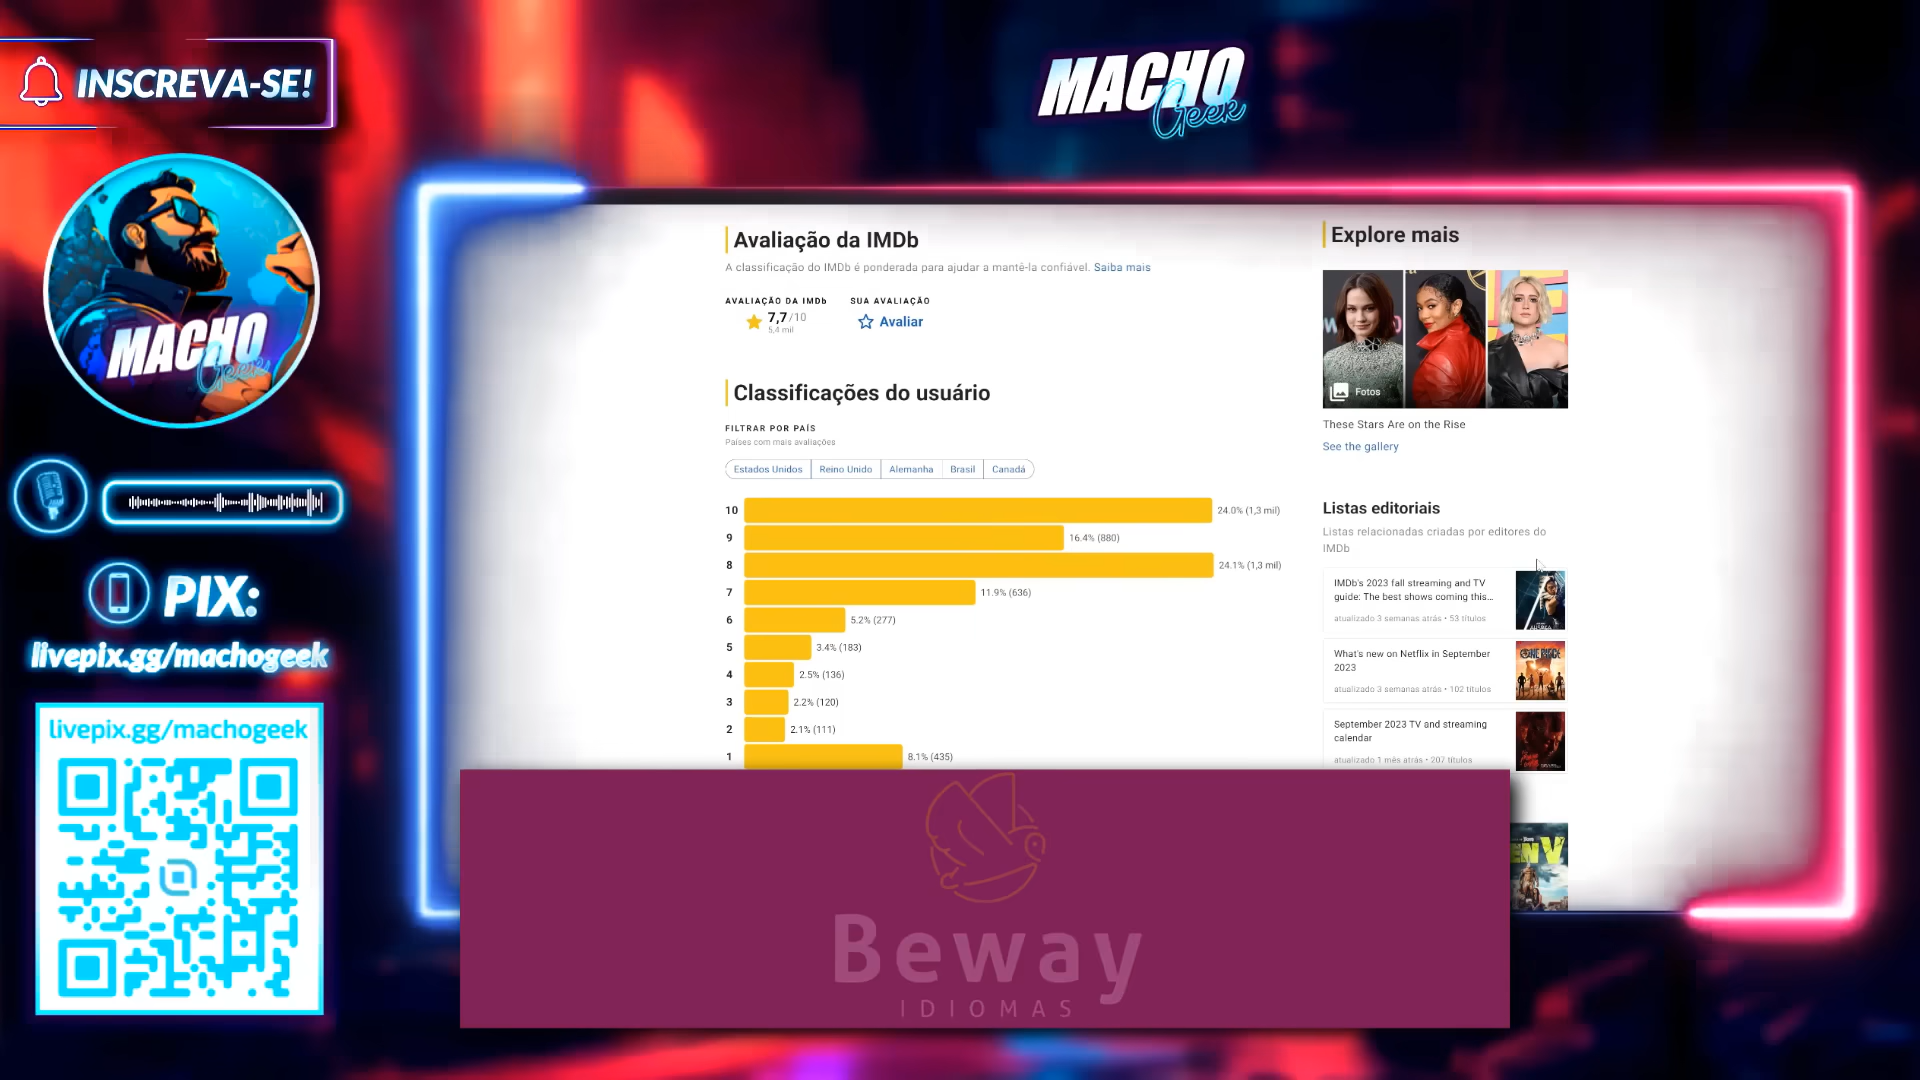 INSCREVA-SE!
MACHO
Geek
MACHO
Geek
PIX:
livepix.gg/machogeek
livepix.gg/machogeek
Avaliação da IMDb
A classificação do IMDb é ponderada para ajudar a mantê-la confiável. Saiba mais
AVALIAÇÃO DA IMDb
7,7/10
5,4 mil
SUA AVALIAÇÃO
Avaliar
Classificações do usuário
FILTRAR POR PAÍS
Países com mais avaliações
Estados Unidos Reino Unido Alemanha Brasil Canadá
10 24.0% (1,3 mil)
9 16.4% (880)
8 24.1% (1,3 mil)
7 11.9% (636)
6 5.2% (277)
5 3.4% (183)
4 2.5% (136)
3 2.2% (120)
2 2.1% (111)
1 8.1% (435)
Explore mais
Fotos
These Stars Are on the Rise
See the gallery
Listas editoriais
Listas relacionadas criadas por editores do
IMDb
IMDb's 2023 fall streaming and TV
guide: The best shows coming this...
atualizado 3 semanas atrás • 53 títulos
What's new on Netflix in September
2023
atualizado 3 semanas atrás • 102 títulos
ONE PIECE
September 2023 TV and streaming
calendar
atualizado 1 mês atrás • 207 títulos
EN V
Beway
IDIOMAS